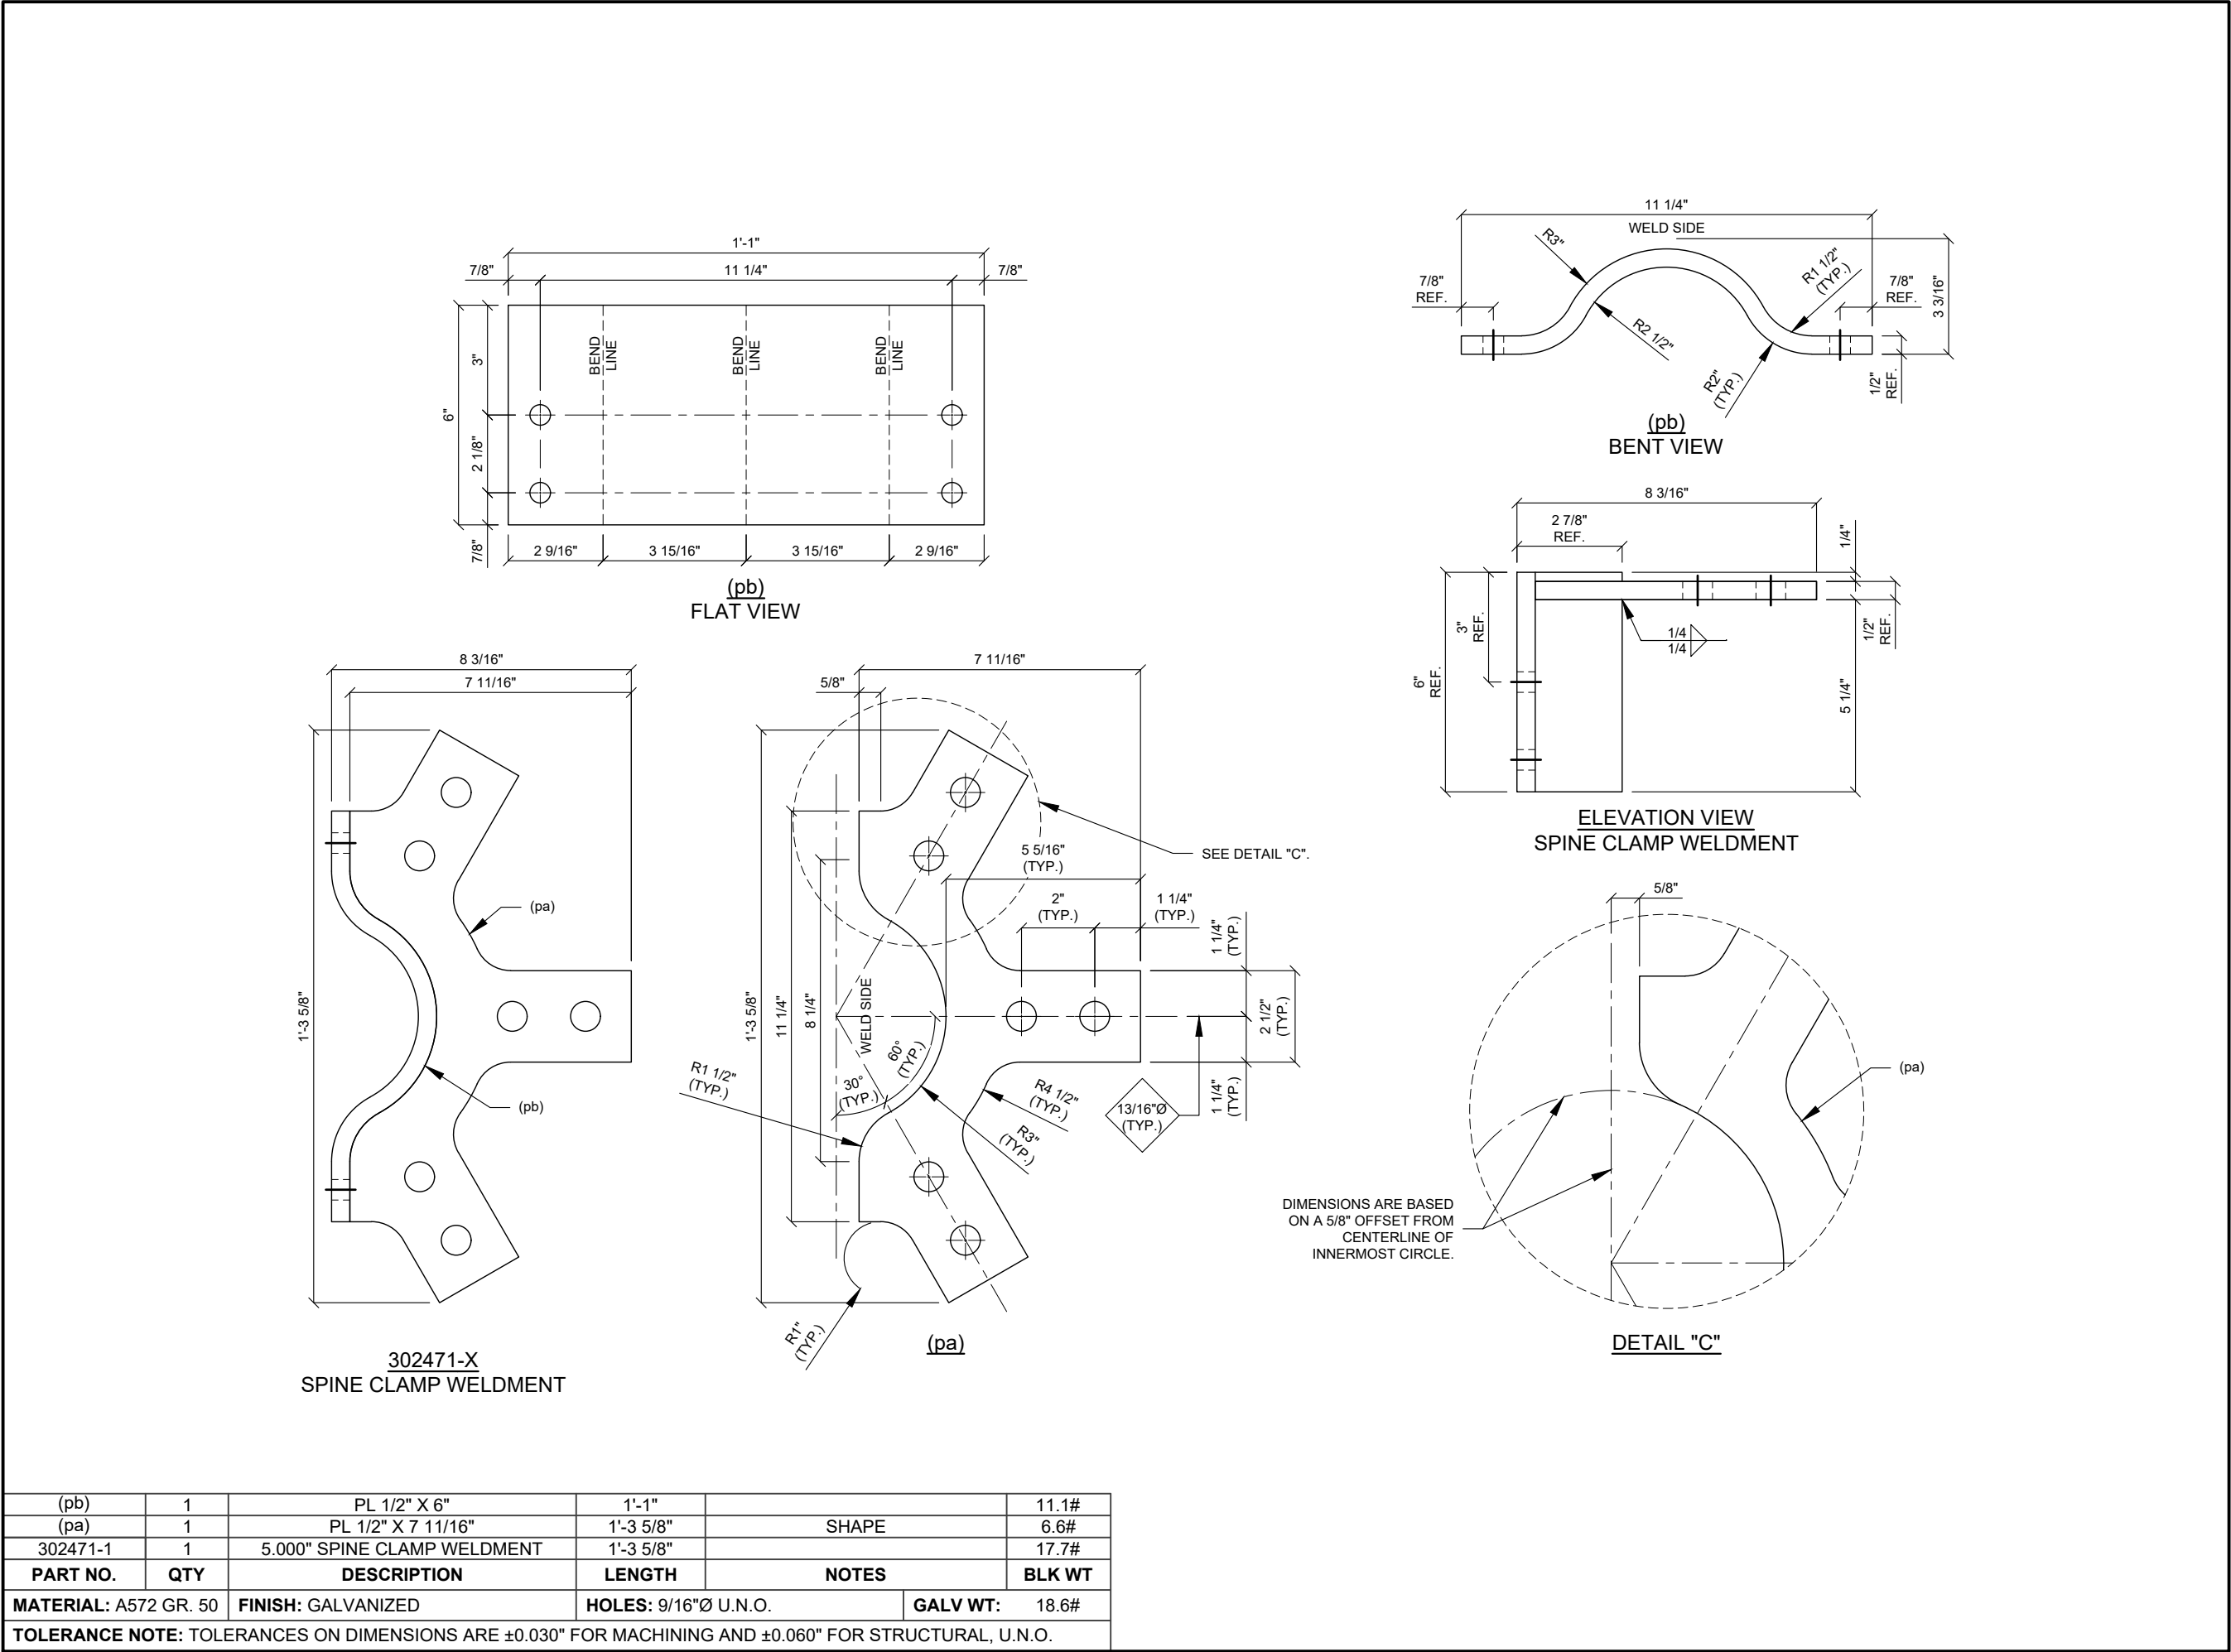 1'-1"
7/8"
11 1/4"
7/8"
6"
3"
2 1/8"
7/8"
BEND
LINE
BEND
LINE
BEND
LINE
2 9/16"
3 15/16"
3 15/16"
2 9/16"
(pb)
FLAT VIEW
11 1/4"
WELD SIDE
R3"
R1 1/2"
(TYP.)
7/8"
REF.
7/8"
REF.
3 3/16"
R2 1/2"
R2"
(TYP.)
1/2"
REF.
(pb)
BENT VIEW
8 3/16"
2 7/8"
REF.
1/4"
3"
REF.
6"
REF.
1/4
1/4
1/2"
REF.
5 1/4"
ELEVATION VIEW
SPINE CLAMP WELDMENT
8 3/16"
7 11/16"
1'-3 5/8"
(pa)
(pb)
302471-X
SPINE CLAMP WELDMENT
7 11/16"
5/8"
SEE DETAIL "C".
5 5/16"
(TYP.)
2"
(TYP.)
1 1/4"
(TYP.)
1 1/4"
(TYP.)
2 1/2"
(TYP.)
1 1/4"
(TYP.)
1'-3 5/8"
11 1/4"
8 1/4"
WELD SIDE
60°
(TYP.)
30°
(TYP.)
R1 1/2"
(TYP.)
R4 1/2"
(TYP.)
R3"
(TYP.)
13/16"Ø
(TYP.)
R1"
(TYP.)
(pa)
5/8"
(pa)
DIMENSIONS ARE BASED
ON A 5/8" OFFSET FROM
CENTERLINE OF
INNERMOST CIRCLE.
DETAIL "C"
(pb) 1 PL 1/2" X 6" 1'-1" 11.1#
(pa) 1 PL 1/2" X 7 11/16" 1'-3 5/8" SHAPE 6.6#
302471-1 1 5.000" SPINE CLAMP WELDMENT 1'-3 5/8" 17.7#
PART NO. QTY DESCRIPTION LENGTH NOTES BLK WT
MATERIAL: A572 GR. 50 FINISH: GALVANIZED HOLES: 9/16"Ø U.N.O. GALV WT: 18.6#
TOLERANCE NOTE: TOLERANCES ON DIMENSIONS ARE ±0.030" FOR MACHINING AND ±0.060" FOR STRUCTURAL, U.N.O.